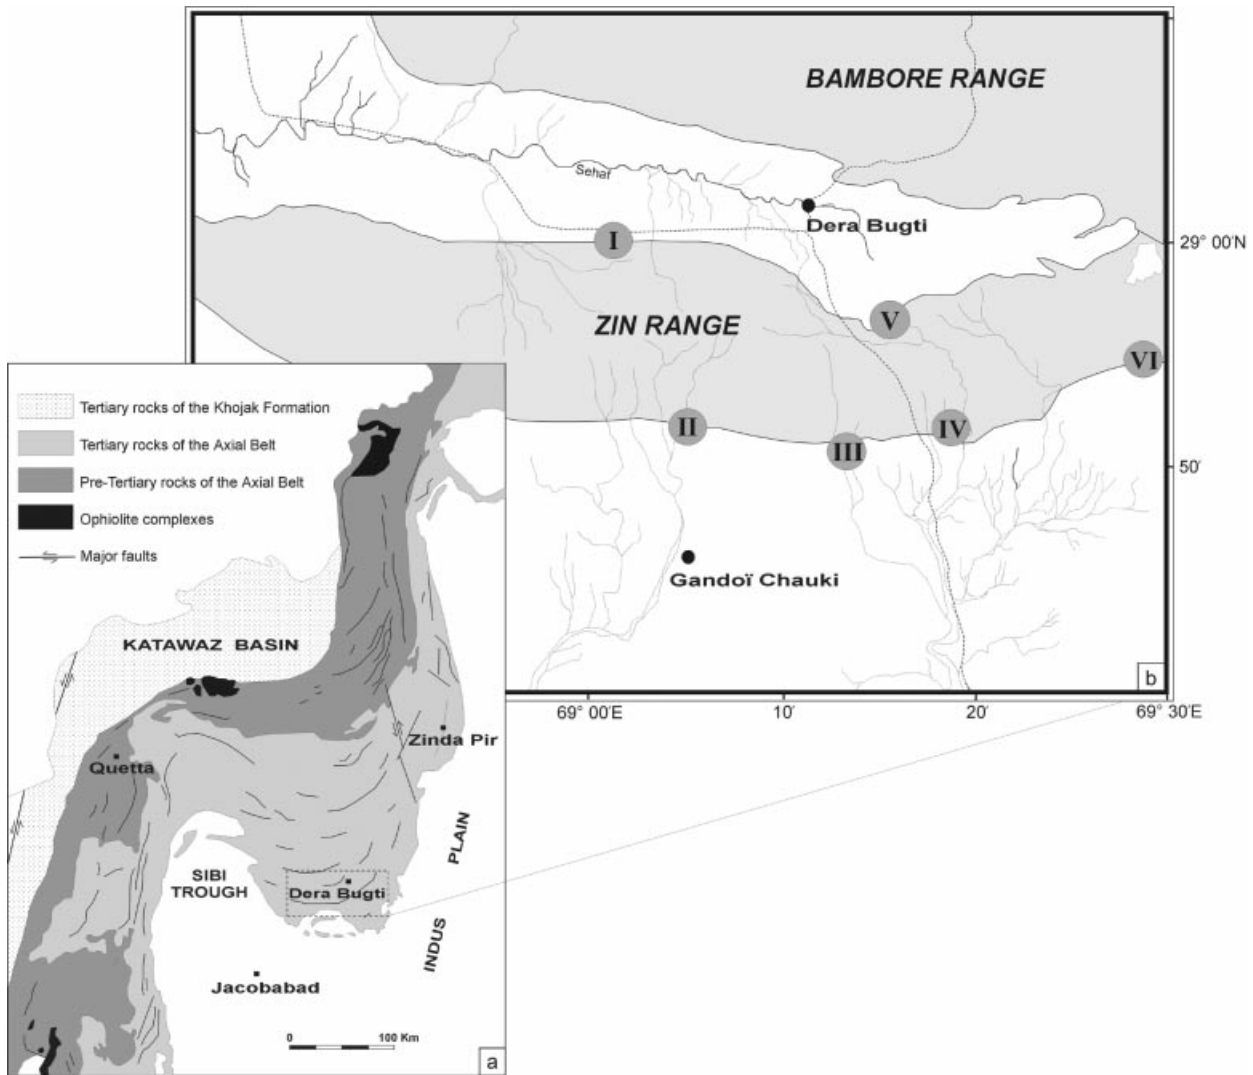 BAMBORE RANGE
Sehaf
Dera Bugti
I
29° 00'N
ZIN RANGE
V
VI
II
III
IV
50'
Gandoï Chauki
b
69° 00'E
10'
20'
69° 30'E
Tertiary rocks of the Khojak Formation
Tertiary rocks of the Axial Belt
Pre-Tertiary rocks of the Axial Belt
Ophiolite complexes
Major faults
KATAWAZ BASIN
Zinda Pir
Quetta
SIBI
TROUGH
Dera Bugti
INDUS PLAIN
Jacobabad
0 100 Km
a